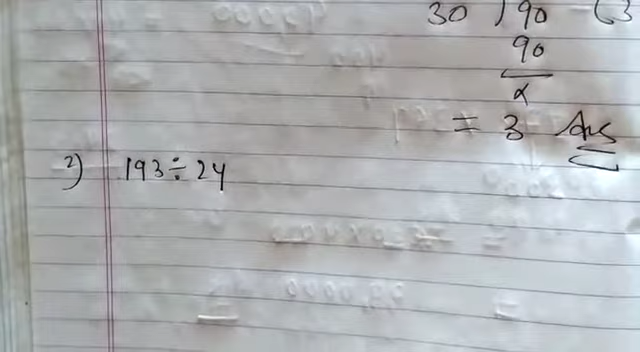 30 ) 90 ( 3
90
x
= 3 Ans
2) 193 ÷ 24